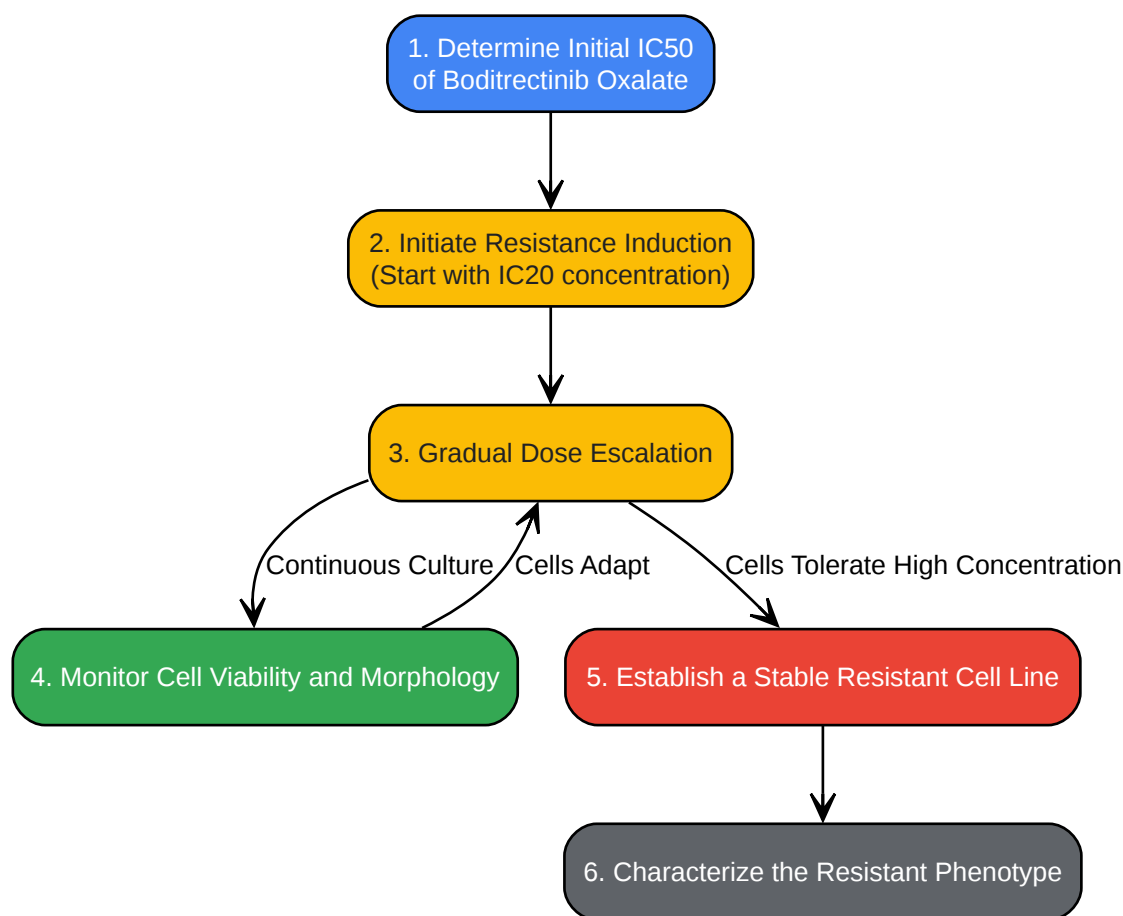 1. Determine Initial IC50
of Boditrectinib Oxalate
2. Initiate Resistance Induction
(Start with IC20 concentration)
3. Gradual Dose Escalation
Continuous Culture
Cells Adapt
Cells Tolerate High Concentration
4. Monitor Cell Viability and Morphology
5. Establish a Stable Resistant Cell Line
6. Characterize the Resistant Phenotype